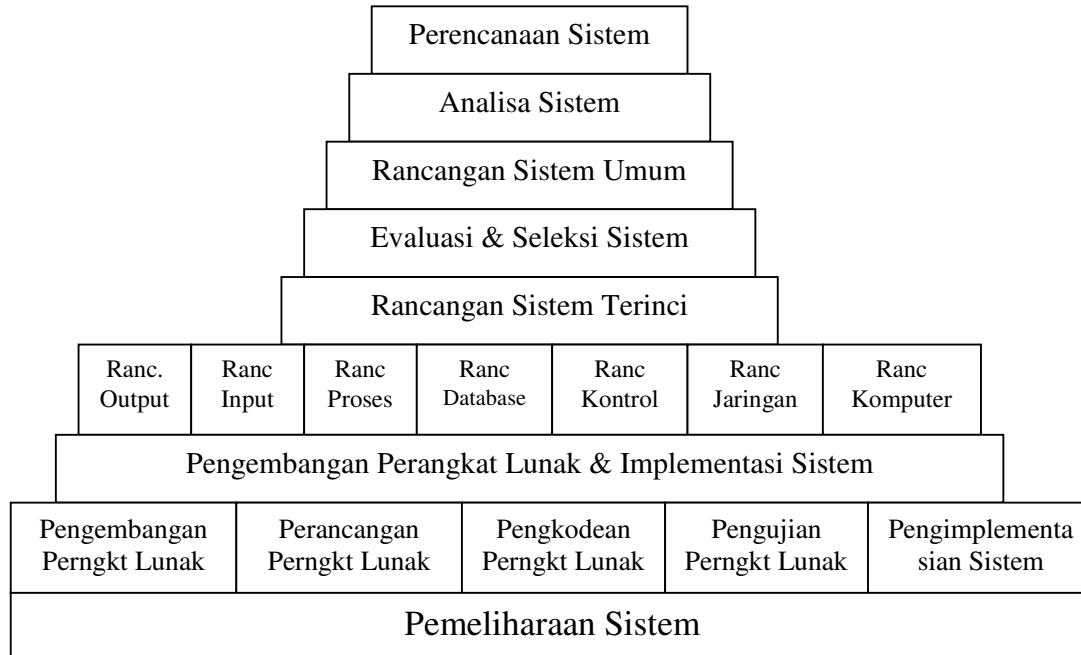 Perencanaan Sistem
Analisa Sistem
Rancangan Sistem Umum
Evaluasi & Seleksi Sistem
Rancangan Sistem Terinci
Ranc.
Output
Ranc
Input
Ranc
Proses
Ranc
Database
Ranc
Kontrol
Ranc
Jaringan
Ranc
Komputer
Pengembangan Perangkat Lunak & Implementasi Sistem
Pengembangan
Perngkt Lunak
Perancangan
Perngkt Lunak
Pengkodean
Perngkt Lunak
Pengujian
Perngkt Lunak
Pengimplementa
sian Sistem
Pemeliharaan Sistem